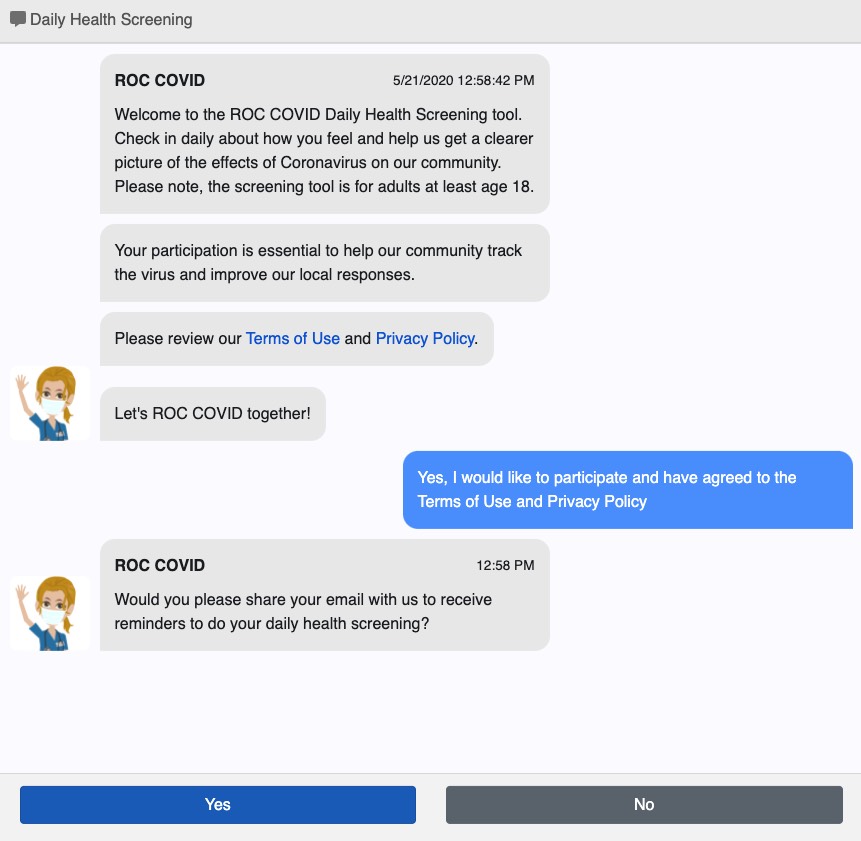 Daily Health Screening
ROC COVID 5/21/2020 12:58:42 PM
Welcome to the ROC COVID Daily Health Screening tool.
Check in daily about how you feel and help us get a clearer
picture of the effects of Coronavirus on our community.
Please note, the screening tool is for adults at least age 18.
Your participation is essential to help our community track
the virus and improve our local responses.
Please review our Terms of Use and Privacy Policy.
Let's ROC COVID together!
Yes, I would like to participate and have agreed to the
Terms of Use and Privacy Policy
ROC COVID 12:58 PM
Would you please share your email with us to receive
reminders to do your daily health screening?
Yes No